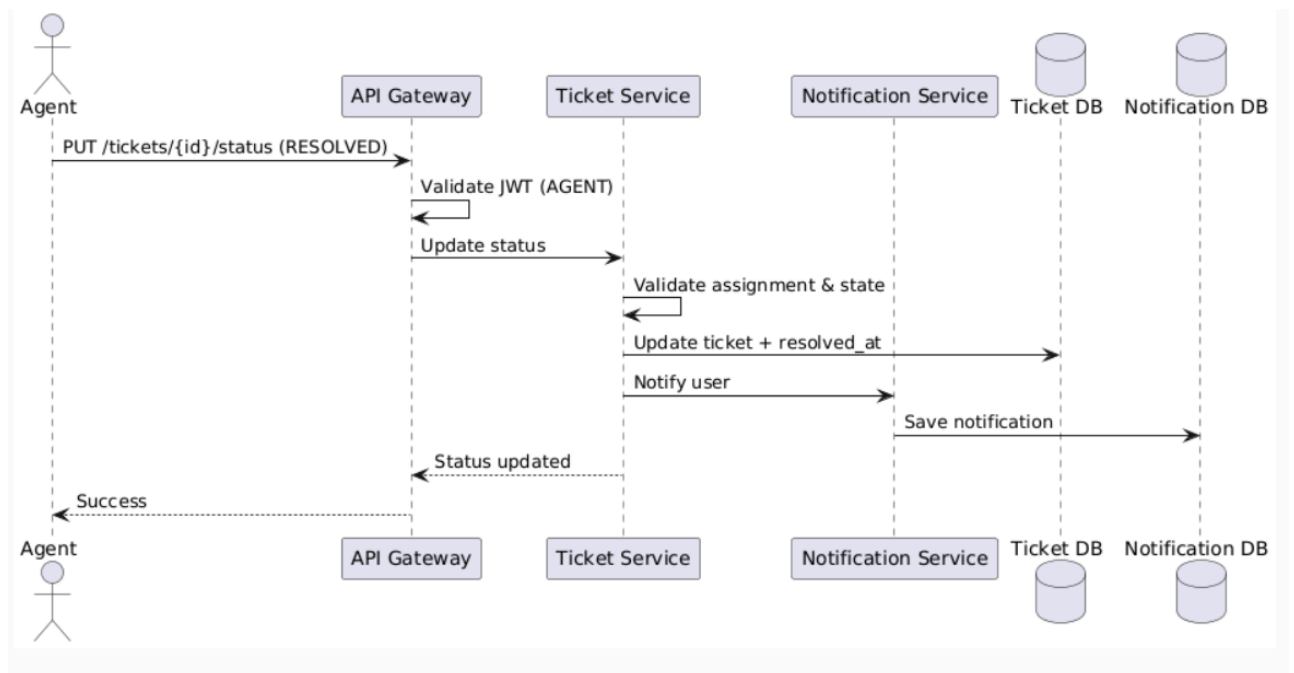 Agent
API Gateway
Ticket Service
Notification Service
Ticket DB
Notification DB
PUT /tickets/{id}/status (RESOLVED)
Validate JWT (AGENT)
Update status
Validate assignment & state
Update ticket + resolved_at
Notify user
Save notification
Status updated
Success
Agent
API Gateway
Ticket Service
Notification Service
Ticket DB
Notification DB